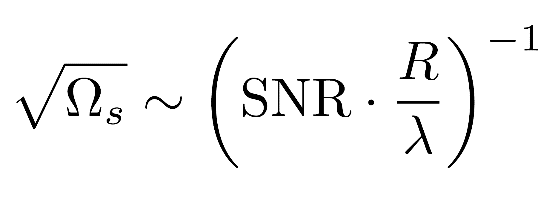 √Ω_s ∼ (SNR · R/λ)^{−1}